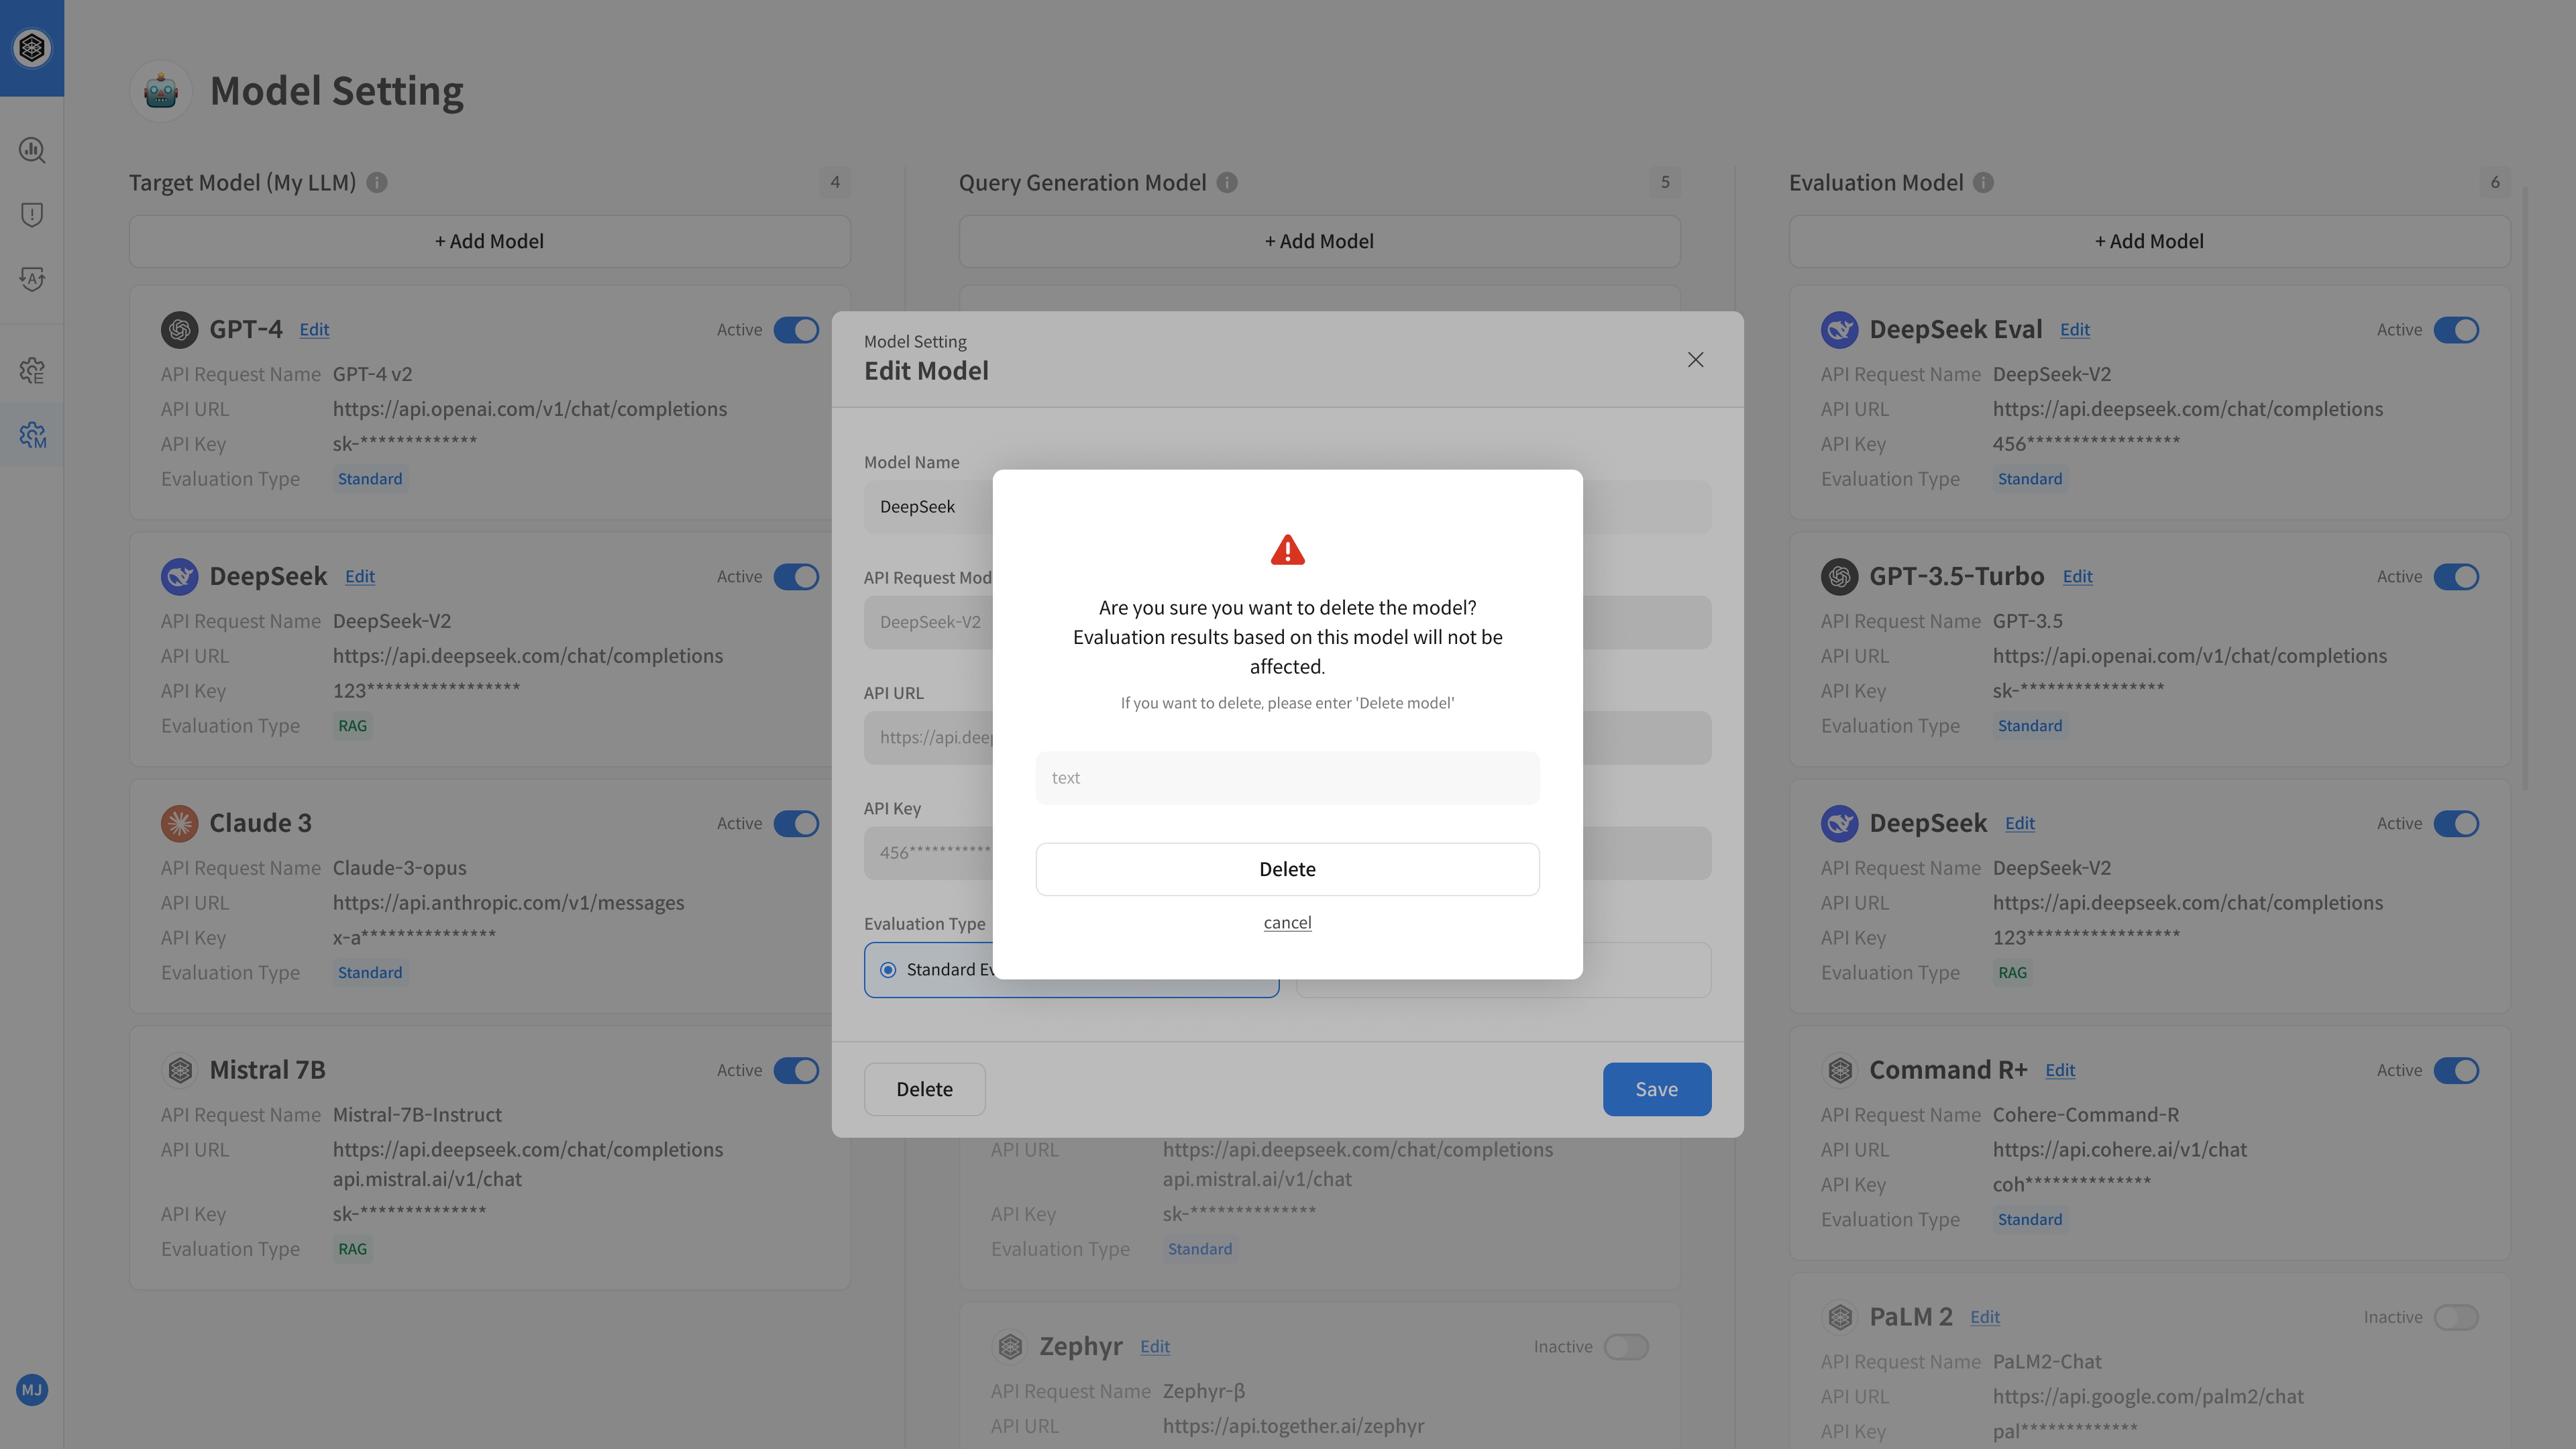 Model Setting
Target Model (My LLM)
4
+ Add Model
GPT-4 Edit Active
API Request Name GPT-4 v2
API URL https://api.openai.com/v1/chat/completions
API Key sk-*************
Evaluation Type Standard
DeepSeek Edit Active
API Request Name DeepSeek-V2
API URL https://api.deepseek.com/chat/completions
API Key 123*****************
Evaluation Type RAG
Claude 3 Active
API Request Name Claude-3-opus
API URL https://api.anthropic.com/v1/messages
API Key x-a***************
Evaluation Type Standard
Mistral 7B Active
API Request Name Mistral-7B-Instruct
API URL https://api.deepseek.com/chat/completions
api.mistral.ai/v1/chat
API Key sk-**************
Evaluation Type RAG
Query Generation Model
5
+ Add Model
Model Setting
Edit Model
Model Name
DeepSeek
API Request Mod
DeepSeek-V2
API URL
https://api.deep
API Key
456***********
Evaluation Type
Standard Ev
Delete
Save
Are you sure you want to delete the model?
Evaluation results based on this model will not be
affected.
If you want to delete, please enter 'Delete model'
text
Delete
cancel
API URL https://api.deepseek.com/chat/completions
api.mistral.ai/v1/chat
API Key sk-**************
Evaluation Type Standard
Zephyr Edit Inactive
API Request Name Zephyr-β
API URL https://api.together.ai/zephyr
Evaluation Model
6
+ Add Model
DeepSeek Eval Edit Active
API Request Name DeepSeek-V2
API URL https://api.deepseek.com/chat/completions
API Key 456*****************
Evaluation Type Standard
GPT-3.5-Turbo Edit Active
API Request Name GPT-3.5
API URL https://api.openai.com/v1/chat/completions
API Key sk-****************
Evaluation Type Standard
DeepSeek Edit Active
API Request Name DeepSeek-V2
API URL https://api.deepseek.com/chat/completions
API Key 123*****************
Evaluation Type RAG
Command R+ Edit Active
API Request Name Cohere-Command-R
API URL https://api.cohere.ai/v1/chat
API Key coh**************
Evaluation Type Standard
PaLM 2 Edit Inactive
API Request Name PaLM2-Chat
API URL https://api.google.com/palm2/chat
API Key pal*************
A
E
M
MJ